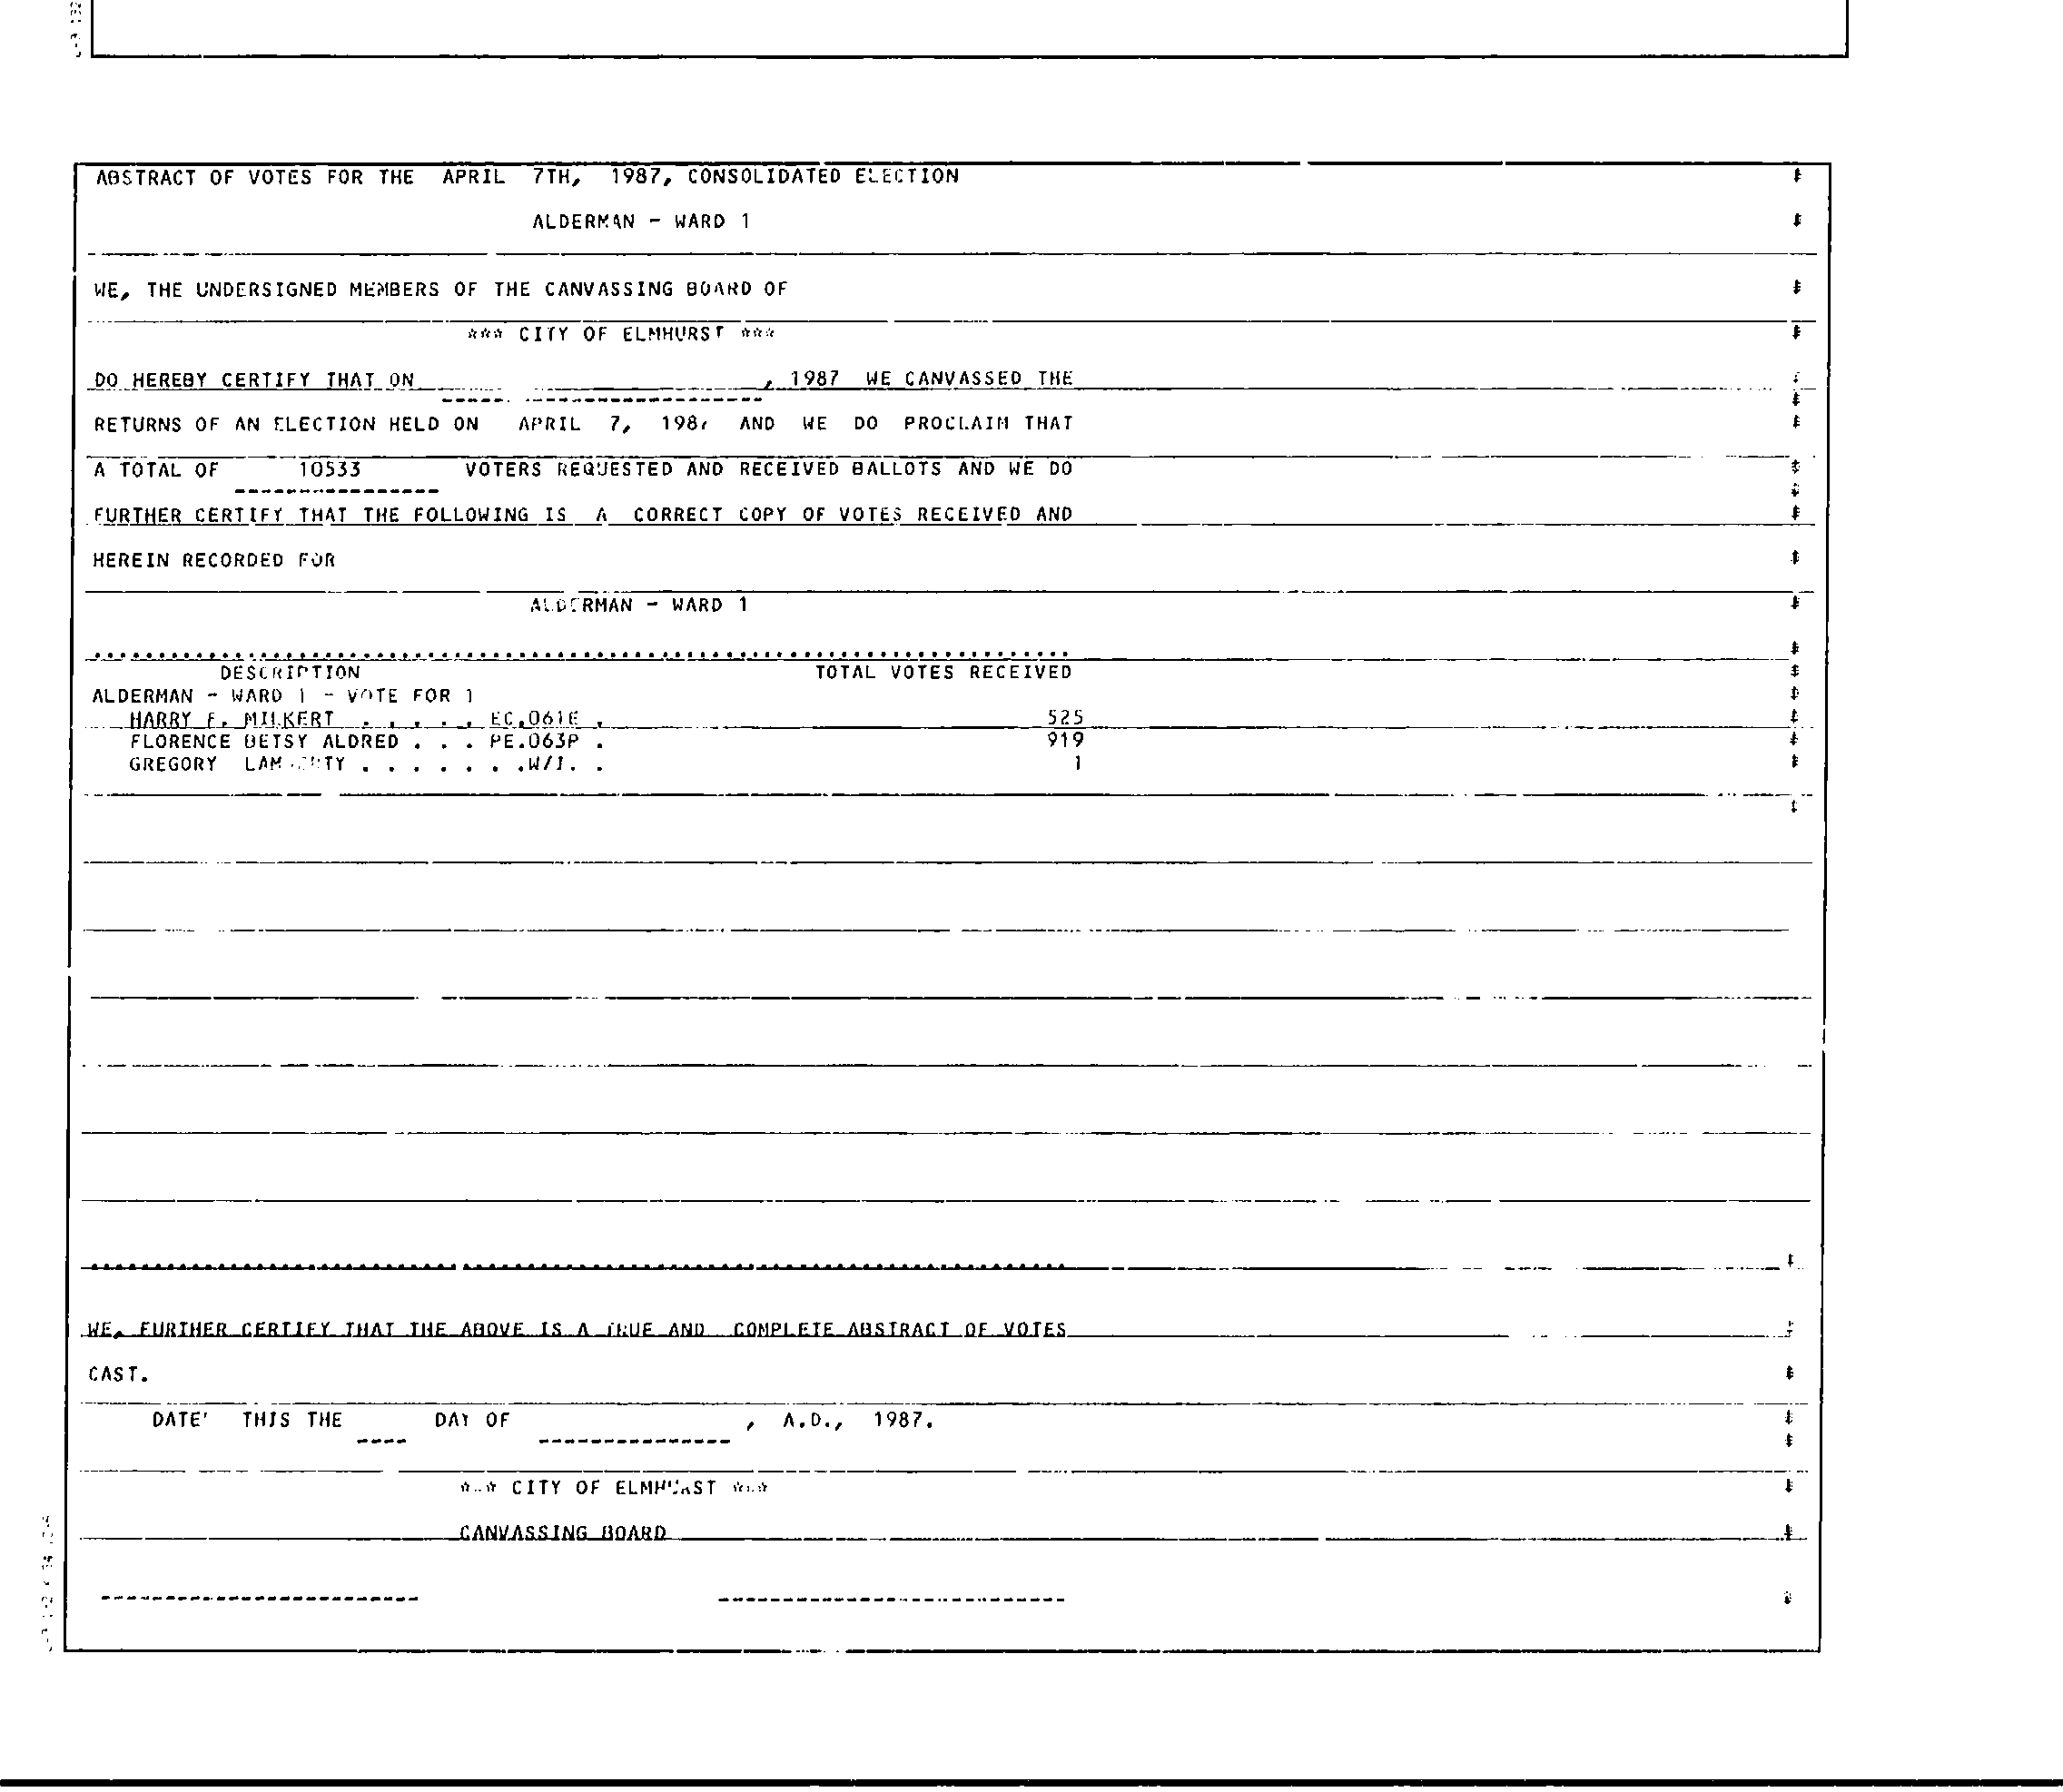 ABSTRACT OF VOTES FOR THE APRIL 7TH, 1987, CONSOLIDATED ELECTION
ALDERMAN - WARD 1
WE, THE UNDERSIGNED MEMBERS OF THE CANVASSING BOARD OF
*** CITY OF ELMHURST ***
DO HEREBY CERTIFY THAT ON , 1987 WE CANVASSED THE
RETURNS OF AN ELECTION HELD ON APRIL 7, 1987 AND WE DO PROCLAIM THAT
A TOTAL OF 10533 VOTERS REQUESTED AND RECEIVED BALLOTS AND WE DO
FURTHER CERTIFY THAT THE FOLLOWING IS A CORRECT COPY OF VOTES RECEIVED AND
HEREIN RECORDED FOR
ALDERMAN - WARD 1
DESCRIPTION TOTAL VOTES RECEIVED
ALDERMAN - WARD 1 - VOTE FOR 1
HARRY F. MILKERT . . . . . EC.061E . 525
FLORENCE BETSY ALDRED . . . PE.063P . 919
GREGORY . . . . . . .W/I. . 1
WE, FURTHER CERTIFY THAT THE ABOVE IS A TRUE AND COMPLETE ABSTRACT OF VOTES
CAST.
DATE' THIS THE DAY OF , A.D., 1987.
*** CITY OF ELMHURST ***
CANVASSING BOARD